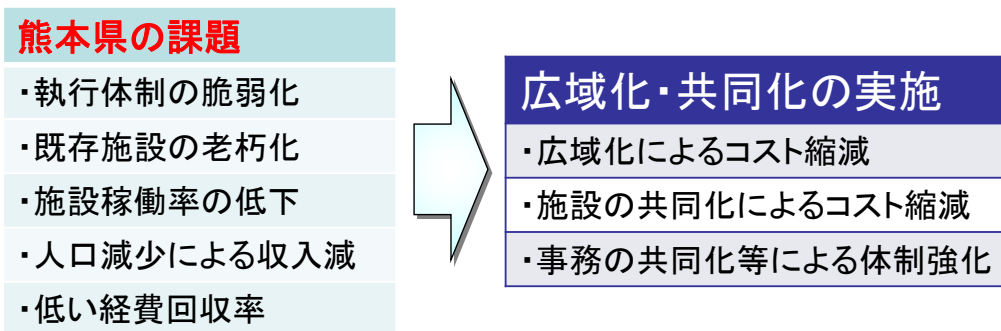 熊本県の課題
・執行体制の脆弱化
・既存施設の老朽化
・施設稼働率の低下
・人口減少による収入減
・低い経費回収率
広域化・共同化の実施
・広域化によるコスト縮減
・施設の共同化によるコスト縮減
・事務の共同化等による体制強化